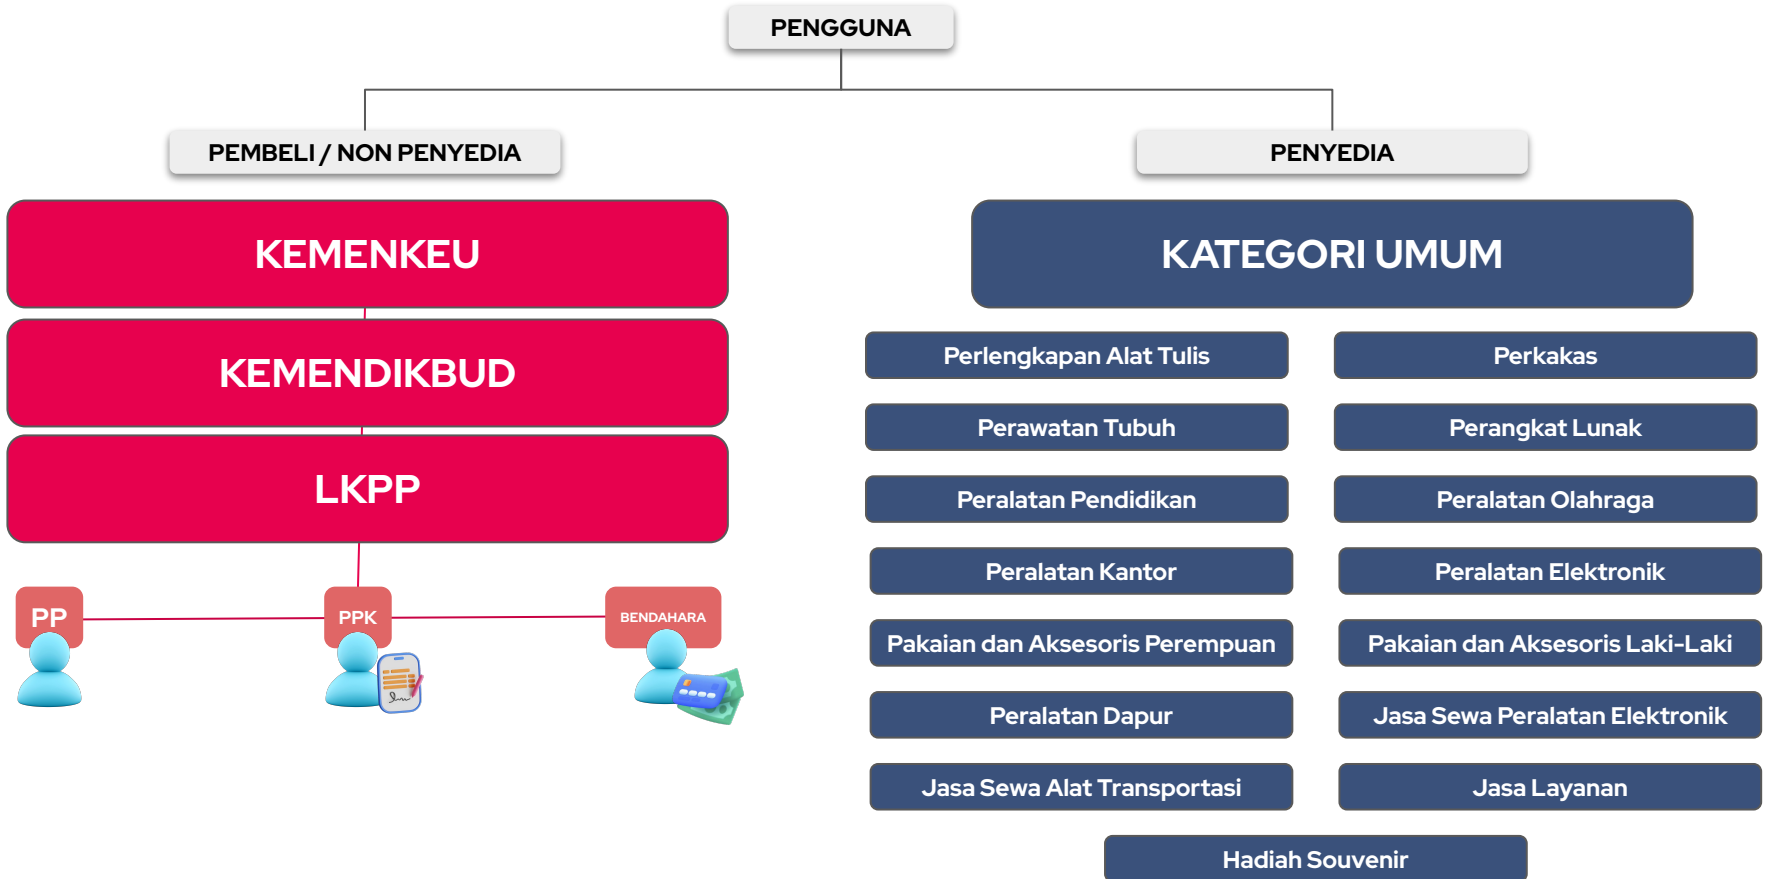 PENGGUNA
PEMBELI / NON PENYEDIA
PENYEDIA
KEMENKEU
KEMENDIKBUD
LKPP
PP
PPK
BENDAHARA
KATEGORI UMUM
Perlengkapan Alat Tulis
Perkakas
Perawatan Tubuh
Perangkat Lunak
Peralatan Pendidikan
Peralatan Olahraga
Peralatan Kantor
Peralatan Elektronik
Pakaian dan Aksesoris Perempuan
Pakaian dan Aksesoris Laki-Laki
Peralatan Dapur
Jasa Sewa Peralatan Elektronik
Jasa Sewa Alat Transportasi
Jasa Layanan
Hadiah Souvenir